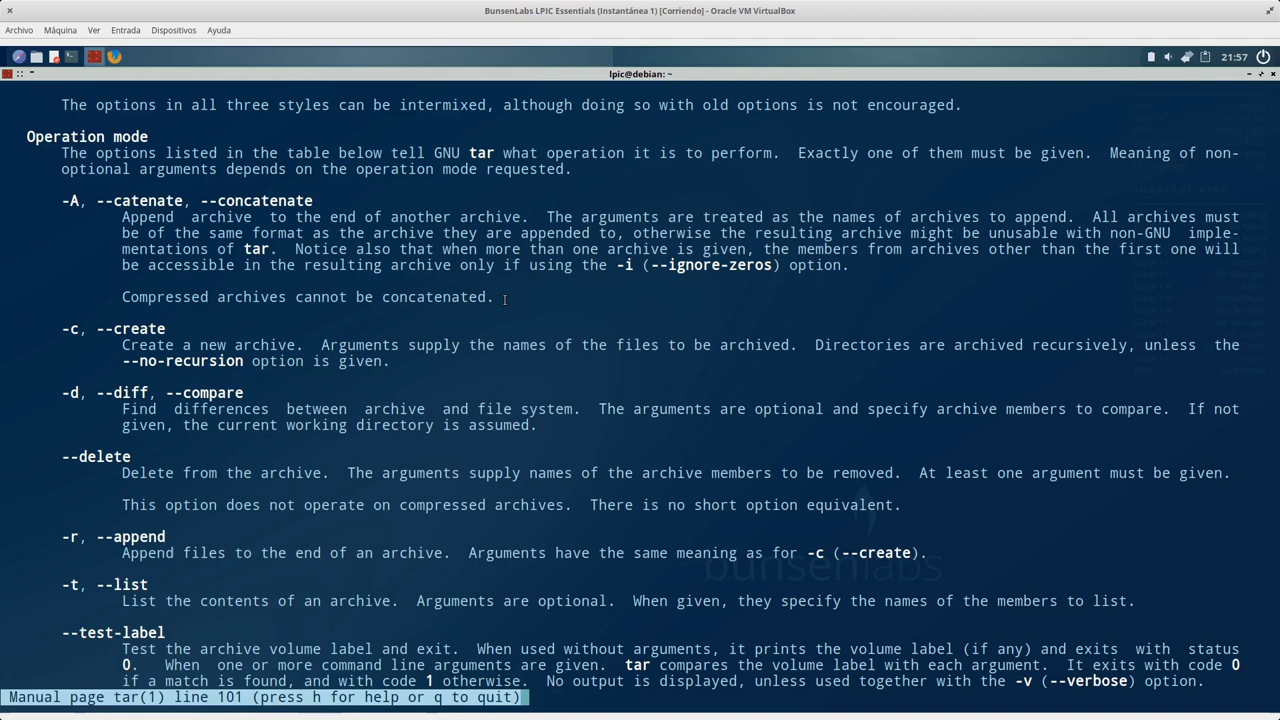 BunsenLabs LPIC Essentials (Instantánea 1) [Corriendo] - Oracle VM VirtualBox
Archivo Máquina Ver Entrada Dispositivos Ayuda
21:57
lpic@debian: ~
The options in all three styles can be intermixed, although doing so with old options is not encouraged.
Operation mode
The options listed in the table below tell GNU tar what operation it is to perform. Exactly one of them must be given. Meaning of non-
optional arguments depends on the operation mode requested.
-A, --catenate, --concatenate
Append archive to the end of another archive. The arguments are treated as the names of archives to append. All archives must
be of the same format as the archive they are appended to, otherwise the resulting archive might be unusable with non-GNU imple-
mentations of tar. Notice also that when more than one archive is given, the members from archives other than the first one will
be accessible in the resulting archive only if using the -i (--ignore-zeros) option.
Compressed archives cannot be concatenated.
-c, --create
Create a new archive. Arguments supply the names of the files to be archived. Directories are archived recursively, unless the
--no-recursion option is given.
-d, --diff, --compare
Find differences between archive and file system. The arguments are optional and specify archive members to compare. If not
given, the current working directory is assumed.
--delete
Delete from the archive. The arguments supply names of the archive members to be removed. At least one argument must be given.
This option does not operate on compressed archives. There is no short option equivalent.
-r, --append
Append files to the end of an archive. Arguments have the same meaning as for -c (--create).
bunsenlabs
-t, --list
List the contents of an archive. Arguments are optional. When given, they specify the names of the members to list.
--test-label
Test the archive volume label and exit. When used without arguments, it prints the volume label (if any) and exits with status
0. When one or more command line arguments are given. tar compares the volume label with each argument. It exits with code 0
if a match is found, and with code 1 otherwise. No output is displayed, unless used together with the -v (--verbose) option.
Manual page tar(1) line 101 (press h for help or q to quit)